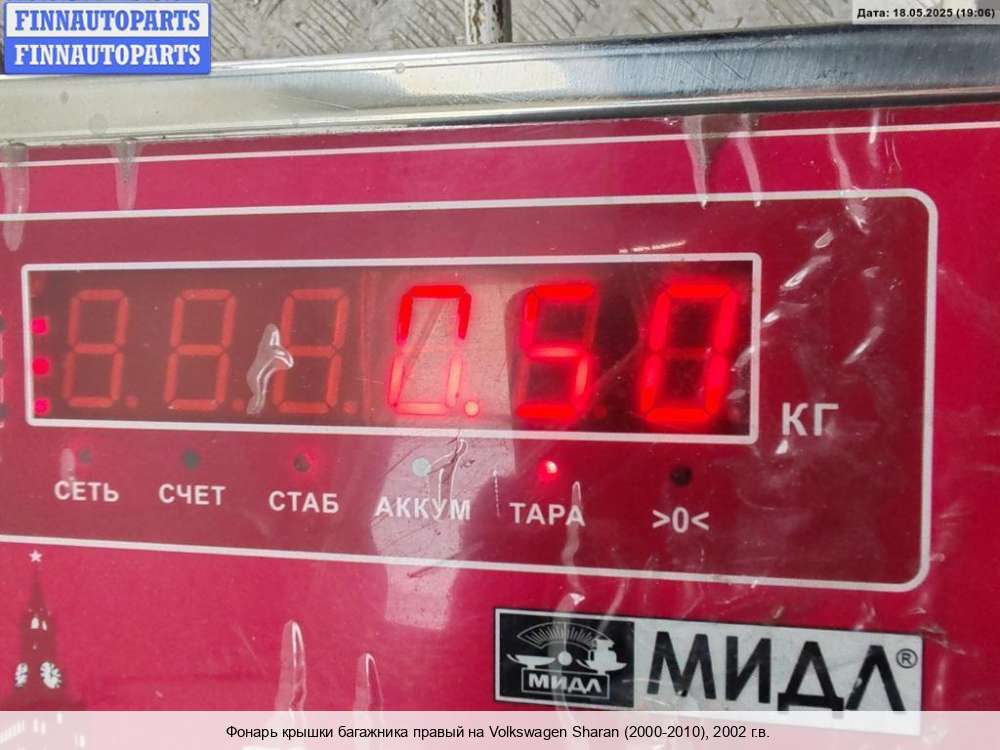 FINNAUTOPARTS
FINNAUTOPARTS
Дата: 18.05.2025 (19:06)
0.50
КГ
СЕТЬ СЧЕТ СТАБ АККУМ ТАРА >0<
МИДЛ
МИДЛ®
Фонарь крышки багажника правый на Volkswagen Sharan (2000-2010), 2002 г.в.